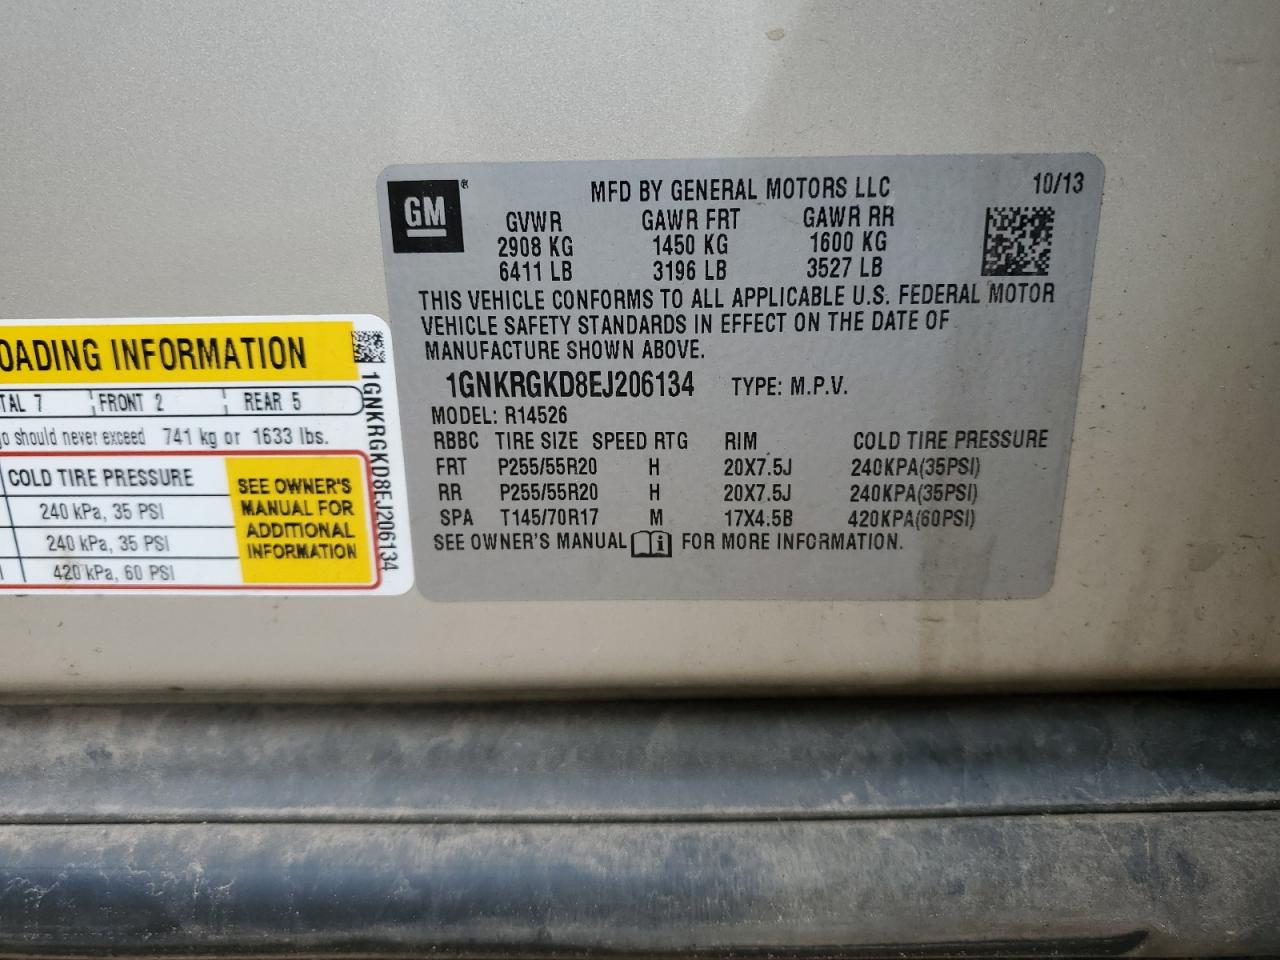 GM®
MFD BY GENERAL MOTORS LLC 10/13
GVWR GAWR FRT GAWR RR
2908 KG 1450 KG 1600 KG
6411 LB 3196 LB 3527 LB
THIS VEHICLE CONFORMS TO ALL APPLICABLE U.S. FEDERAL MOTOR
VEHICLE SAFETY STANDARDS IN EFFECT ON THE DATE OF
MANUFACTURE SHOWN ABOVE.
1GNKRGKD8EJ206134 TYPE: M.P.V.
MODEL: R14526
RBBC TIRE SIZE SPEED RTG RIM COLD TIRE PRESSURE
FRT P255/55R20 H 20X7.5J 240KPA(35PSI)
RR P255/55R20 H 20X7.5J 240KPA(35PSI)
SPA T145/70R17 M 17X4.5B 420KPA(60PSI)
SEE OWNER'S MANUAL FOR MORE INFORMATION.
OADING INFORMATION
TAL 7 FRONT 2 REAR 5
go should never exceed 741 kg or 1633 lbs.
COLD TIRE PRESSURE
240 kPa, 35 PSI
240 kPa, 35 PSI
420 kPa, 60 PSI
SEE OWNER'S
MANUAL FOR
ADDITIONAL
INFORMATION
1GNKRGKD8EJ206134